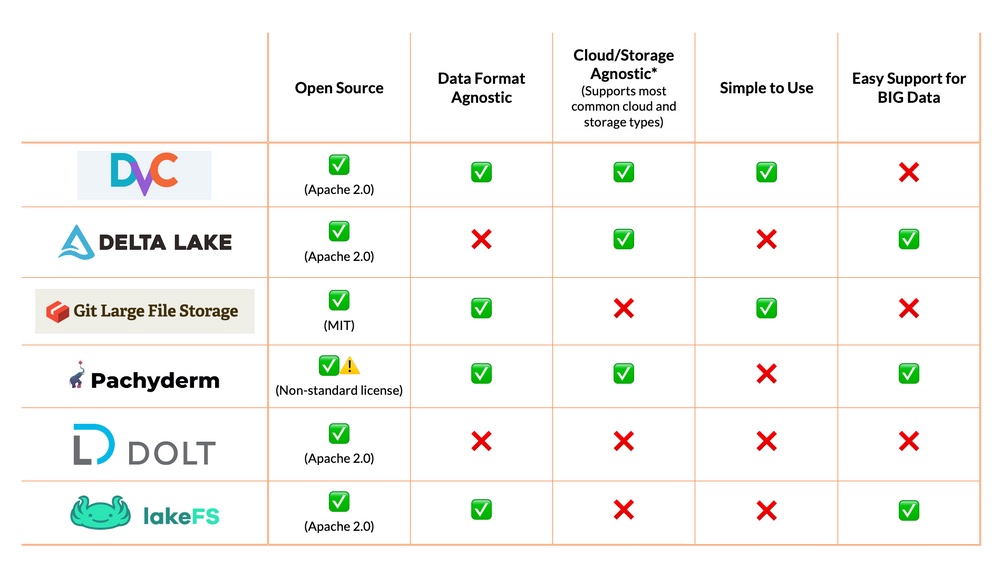 Open Source
Data Format
Agnostic
Cloud/Storage
Agnostic*
(Supports most
common cloud and
storage types)
Simple to Use
Easy Support for
BIG Data
DVC
(Apache 2.0)
DELTA LAKE
(Apache 2.0)
Git Large File Storage
(MIT)
Pachyderm
(Non-standard license)
DOLT
(Apache 2.0)
lakeFS
(Apache 2.0)